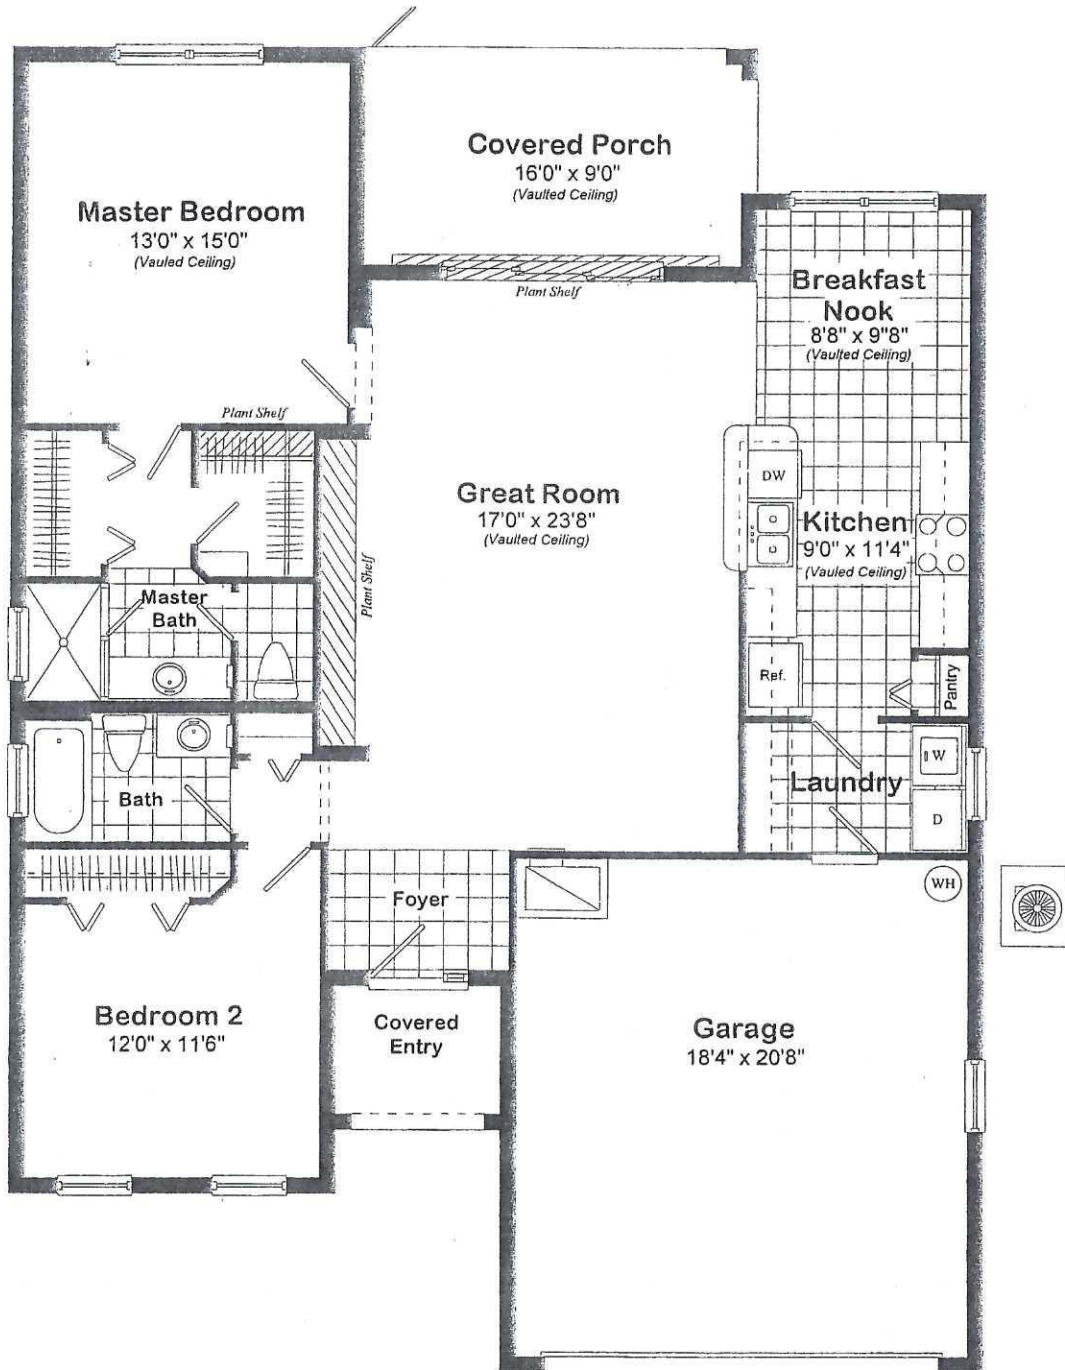 Covered Porch
16'0" x 9'0"
(Vaulted Ceiling)
Master Bedroom
13'0" x 15'0"
(Vauled Ceiling)
Plant Shelf
Breakfast
Nook
8'8" x 9"8"
(Vaulted Ceiling)
Plant Shelf
Great Room
17'0" x 23'8"
(Vaulted Ceiling)
DW
Kitchen
9'0" x 11'4"
(Vauled Ceiling)
Plant Shelf
Master
Bath
Ref.
Pantry
Bath
Laundry
W
D
Foyer
WH
Bedroom 2
12'0" x 11'6"
Covered
Entry
Garage
18'4" x 20'8"